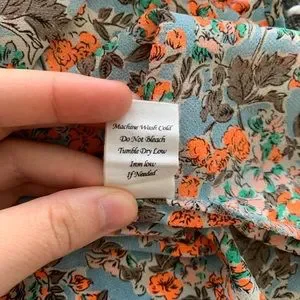 Machine Wash Cold
Do Not Bleach
Tumble Dry Low
Iron low
If Needed